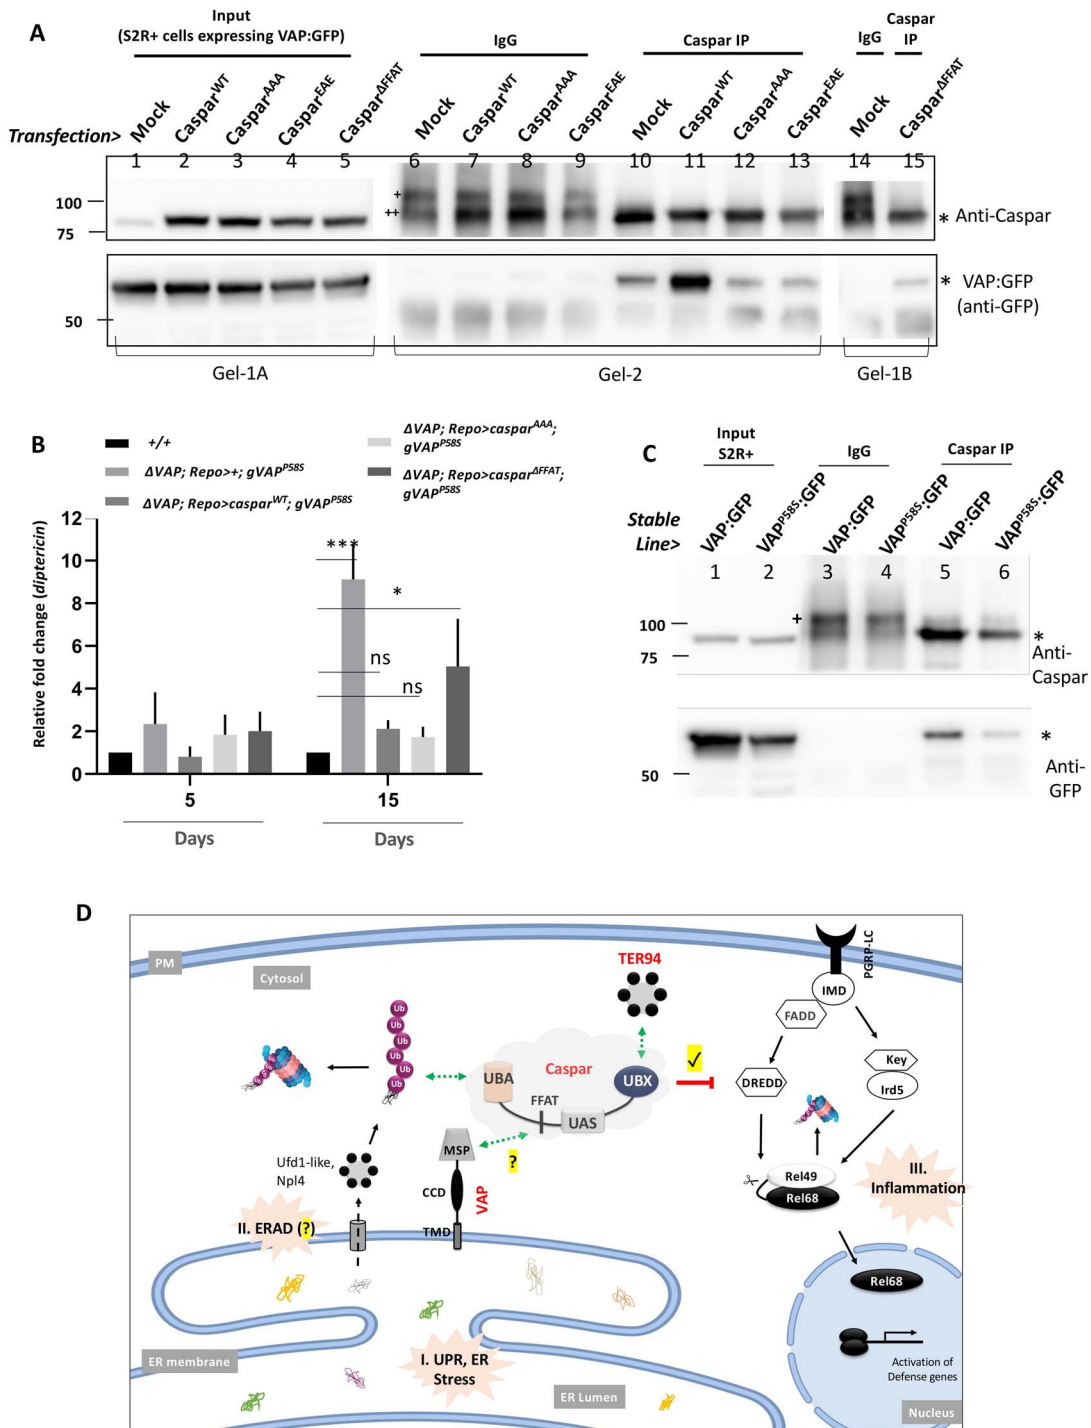 A
Input
(S2R+ cells expressing VAP:GFP)
IgG
Caspar IP
IgG
Caspar
IP
Transfection>
Mock
Caspar^WT
Caspar^AAA
Caspar^EAE
Caspar^ΔFFAT
Mock
Caspar^WT
Caspar^AAA
Caspar^EAE
Mock
Caspar^WT
Caspar^AAA
Caspar^EAE
Mock
Caspar^ΔFFAT
1 2 3 4 5 6 7 8 9 10 11 12 13 14 15
100
75
+
++
* Anti-Caspar
50
* VAP:GFP
(anti-GFP)
Gel-1A
Gel-2
Gel-1B
B
+/+
ΔVAP; Repo>+; gVAP^P58S
ΔVAP; Repo>caspar^WT; gVAP^P58S
ΔVAP; Repo>caspar^AAA;
gVAP^P58S
ΔVAP; Repo>caspar^ΔFFAT;
gVAP^P58S
Relative fold change (diptericin)
12
10
8
6
4
2
0
***
*
ns
ns
5
15
Days
Days
C
Input
S2R+
IgG
Caspar IP
Stable
Line>
VAP:GFP
VAP^P58S:GFP
VAP:GFP
VAP^P58S:GFP
VAP:GFP
VAP^P58S:GFP
1 2 3 4 5 6
100
75
+
*
Anti-
Caspar
50
*
Anti-
GFP
D
PM
Cytosol
TER94
PGRP-LC
IMD
FADD
Key
Ird5
DREDD
Ub
Ub
Ub
Ub
Ub
Ub
Ub
Ub
Ub
UBA
Caspar
UBX
✓
FFAT
UAS
MSP
?
CCD
VAP
TMD
Ufd1-like,
Npl4
II. ERAD (?)
Rel49
Rel68
III.
Inflammation
Rel68
I. UPR, ER
Stress
ER membrane
ER Lumen
Activation of
Defense genes
Nucleus